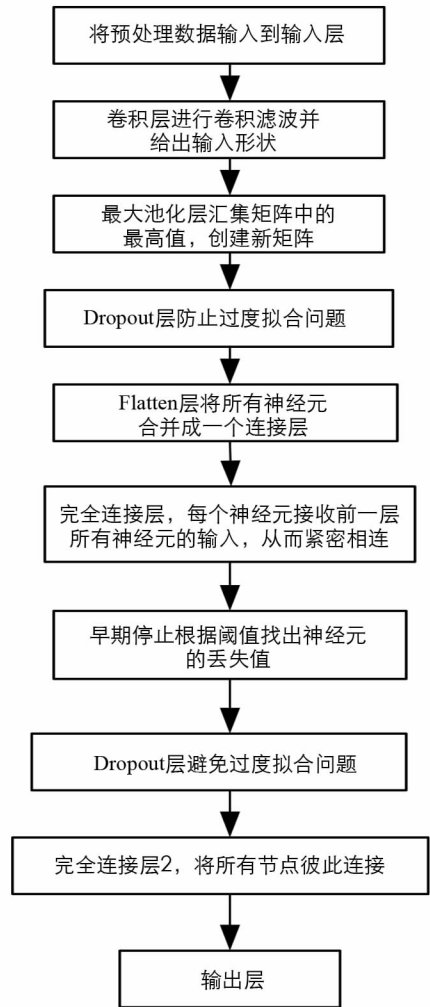 将预处理数据输入到输入层
卷积层进行卷积滤波并
给出输入形状
最大池化层汇集矩阵中的
最高值，创建新矩阵
Dropout层防止过度拟合问题
Flatten层将所有神经元
合并成一个连接层
完全连接层，每个神经元接收前一层
所有神经元的输入，从而紧密相连
早期停止根据阈值找出神经元
的丢失值
Dropout层避免过度拟合问题
完全连接层2，将所有节点彼此连接
输出层